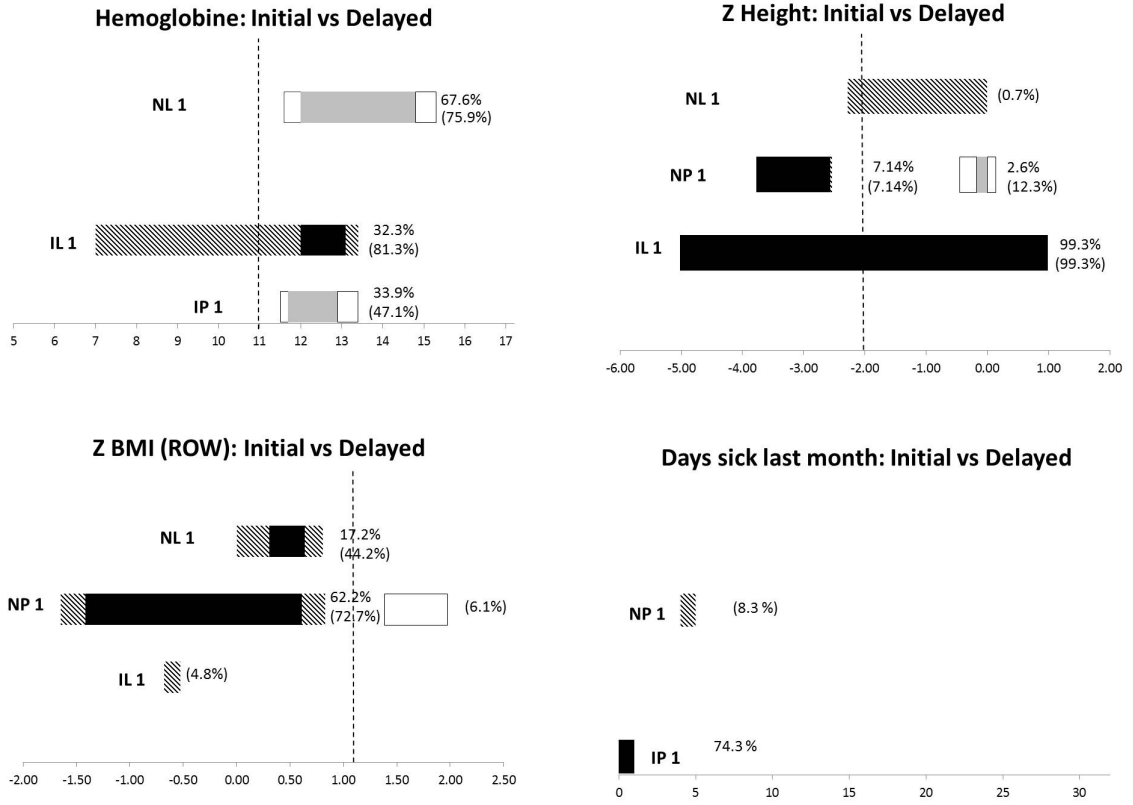 Hemoglobine: Initial vs Delayed
NL 1
67.6%
(75.9%)
IL 1
32.3%
(81.3%)
IP 1
33.9%
(47.1%)
5 6 7 8 9 10 11 12 13 14 15 16 17
Z Height: Initial vs Delayed
NL 1
(0.7%)
NP 1
7.14%
(7.14%)
2.6%
(12.3%)
IL 1
99.3%
(99.3%)
-6.00 -5.00 -4.00 -3.00 -2.00 -1.00 0.00 1.00 2.00
Z BMI (ROW): Initial vs Delayed
NL 1
17.2%
(44.2%)
NP 1
62.2%
(72.7%)
(6.1%)
IL 1
(4.8%)
-2.00 -1.50 -1.00 -0.50 0.00 0.50 1.00 1.50 2.00 2.50
Days sick last month: Initial vs Delayed
NP 1
(8.3 %)
IP 1
74.3 %
0 5 10 15 20 25 30